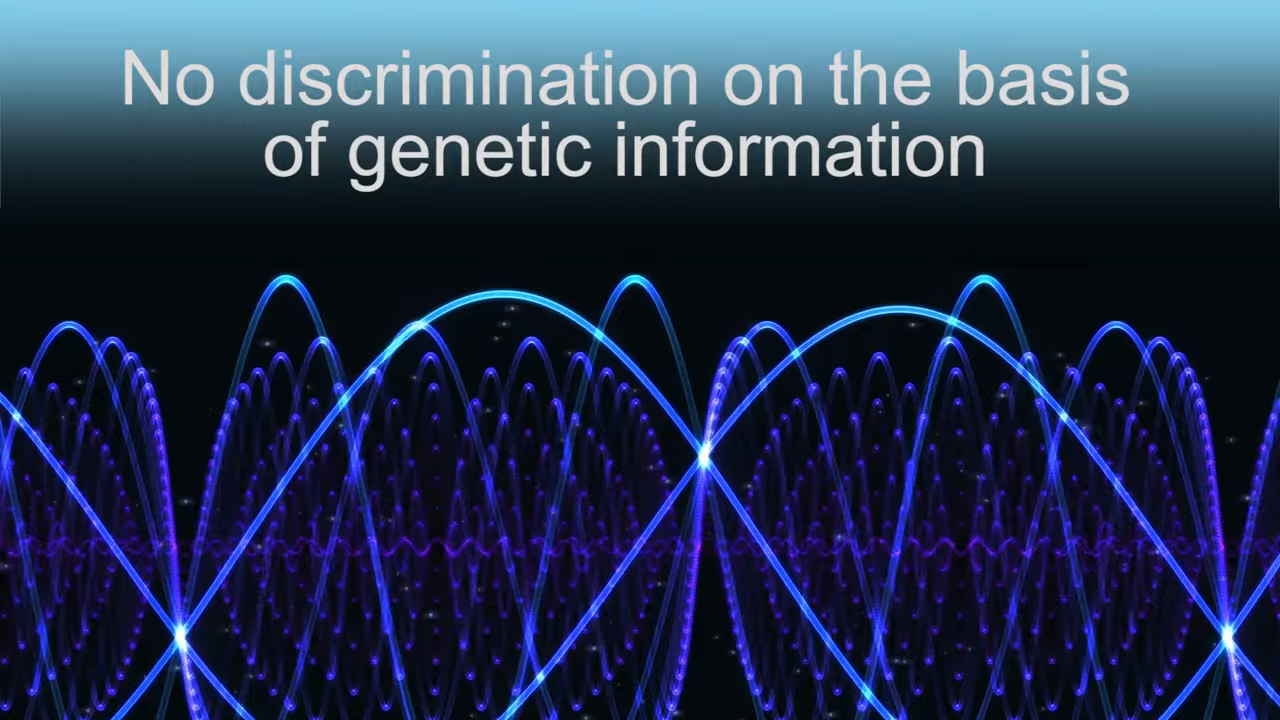 No discrimination on the basis
of genetic information